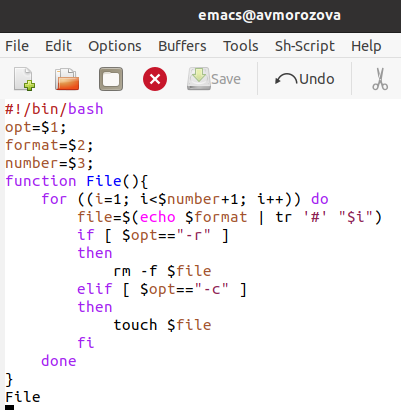 emacs@avmorozova
File Edit Options Buffers Tools Sh-Script Help
Save Undo
#!/bin/bash
opt=$1;
format=$2;
number=$3;
function File(){
    for ((i=1; i<$number+1; i++)) do
        file=$(echo $format | tr '#' "$i")
        if [ $opt=="-r" ]
        then
            rm -f $file
        elif [ $opt=="-c" ]
        then
            touch $file
        fi
    done
}
File